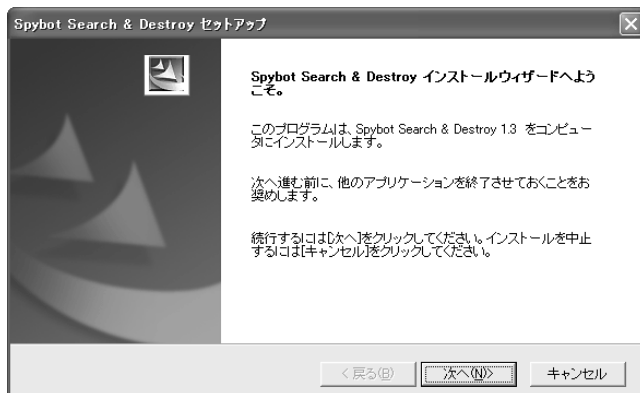 Spybot Search & Destroy セットアップ
Spybot Search & Destroy インストールウィザードへよう
こそ。
このプログラムは、Spybot Search & Destroy 1.3 をコンピュー
タにインストールします。
次へ進む前に、他のアプリケーションを終了させておくことをお
奨めします。
続行するには[次へ]をクリックしてください。インストールを中止
するには[キャンセル]をクリックしてください。
< 戻る(B)
次へ(N)>
キャンセル